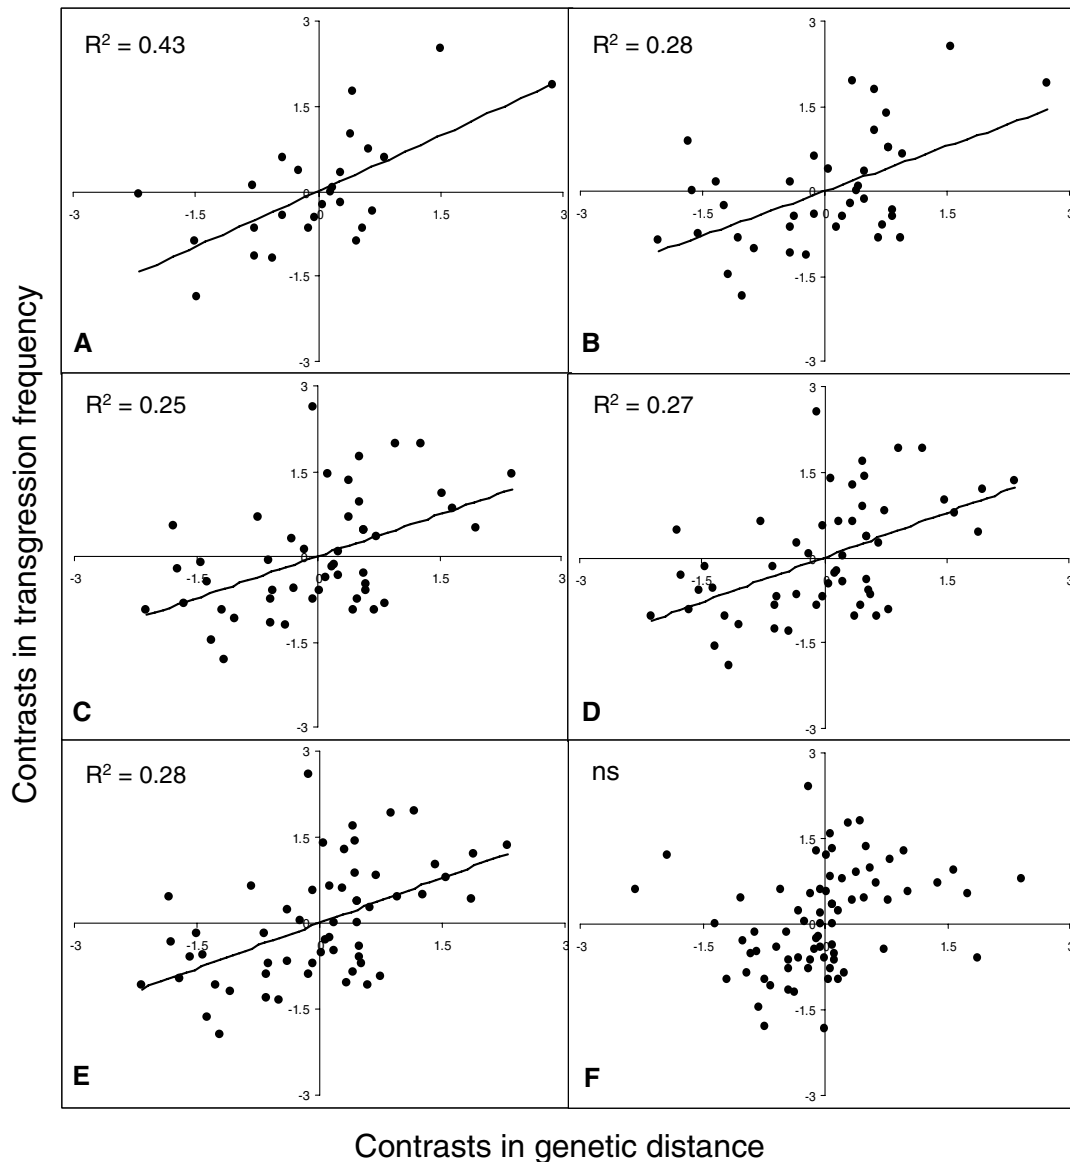 Contrasts in transgression frequency
R² = 0.43
3
1.5
-3 -1.5 0 1.5 3
-1.5
-3
A
R² = 0.28
3
1.5
-3 -1.5 0 1.5 3
-1.5
-3
B
R² = 0.25
3
1.5
-3 -1.5 0 1.5 3
-1.5
-3
C
R² = 0.27
3
1.5
-3 -1.5 0 1.5 3
-1.5
-3
D
R² = 0.28
3
1.5
-3 -1.5 0 1.5 3
-1.5
-3
E
ns
3
1.5
-3 -1.5 0 1.5 3
-1.5
-3
F
Contrasts in genetic distance